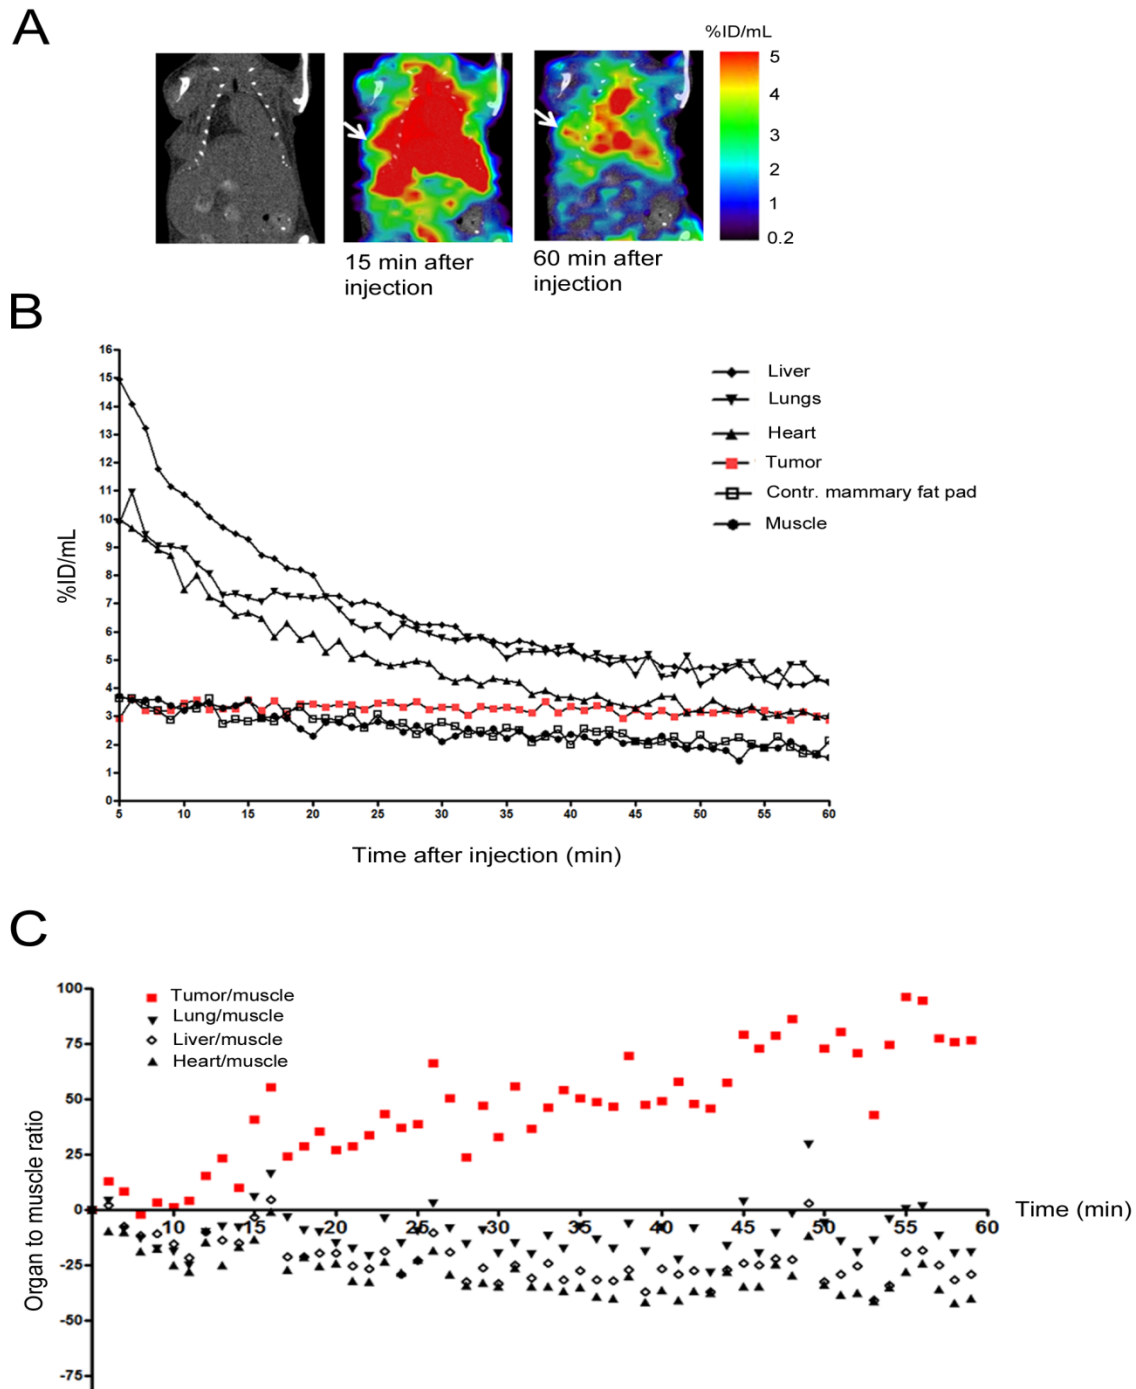 A
%ID/mL
5
4
3
2
1
0.2
15 min after
injection
60 min after
injection
B
16
15
14
13
12
11
10
9
8
7
6
5
4
3
2
1
0
%ID/mL
5 10 15 20 25 30 35 40 45 50 55 60
Time after injection (min)
Liver
Lungs
Heart
Tumor
Contr. mammary fat pad
Muscle
C
100
75
50
25
0
-25
-50
-75
Organ to muscle ratio
Tumor/muscle
Lung/muscle
Liver/muscle
Heart/muscle
10 15 20 25 30 35 40 45 50 55 60
Time (min)